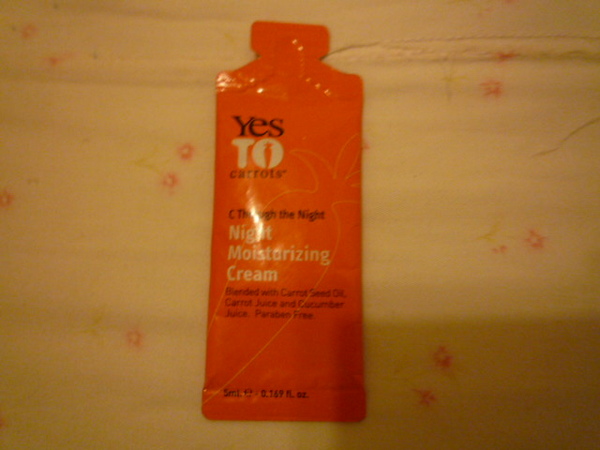 Yes
TO
carrots
C Through the Night
Night
Moisturizing
Cream
Blended with Carrot Seed Oil,
Carrot Juice and Cucumber
Juice. Paraben Free.
5ml. ℮ - 0.169 fl. oz.